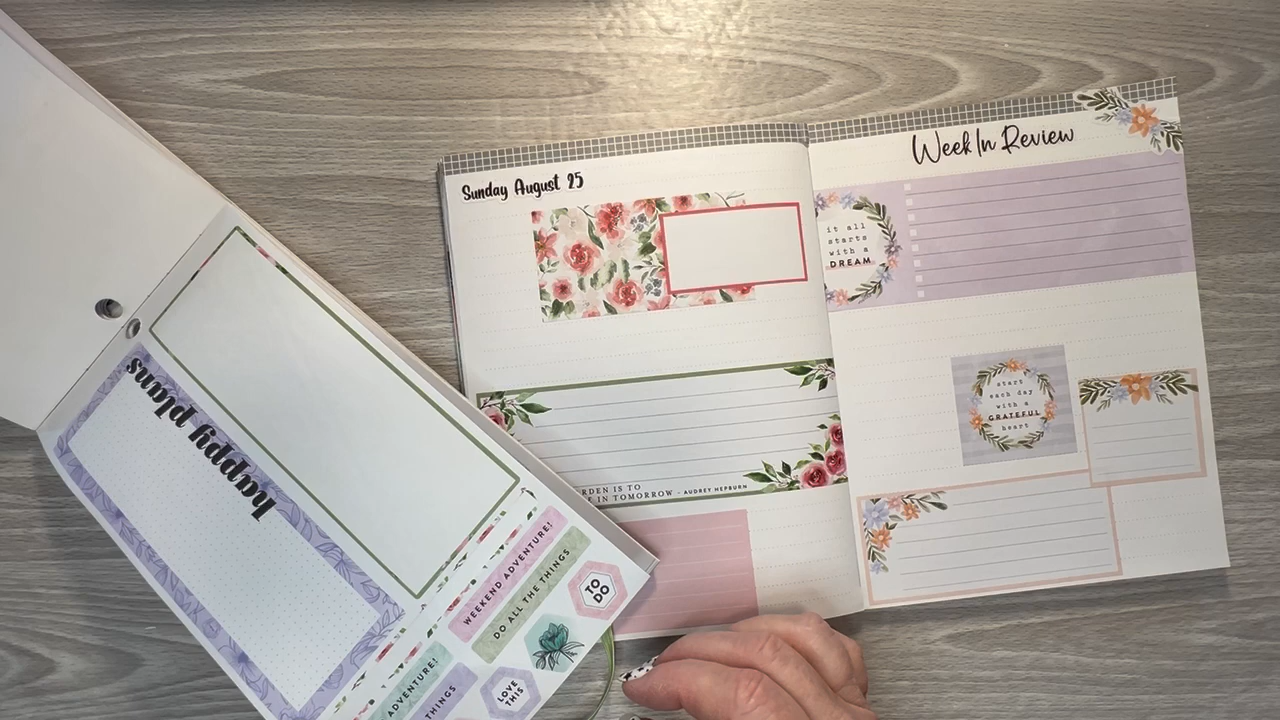 Sunday August 25
RDEN IS TO
IN TOMORROW - AUDREY HEPBURN
Week In Review
it all
starts
with a
DREAM
start
each day
with a
GRATEFUL
heart
happy plans
WEEKEND ADVENTURE!
DO ALL THE THINGS
TO
DO
ADVENTURE!
THINGS
LOVE
THIS